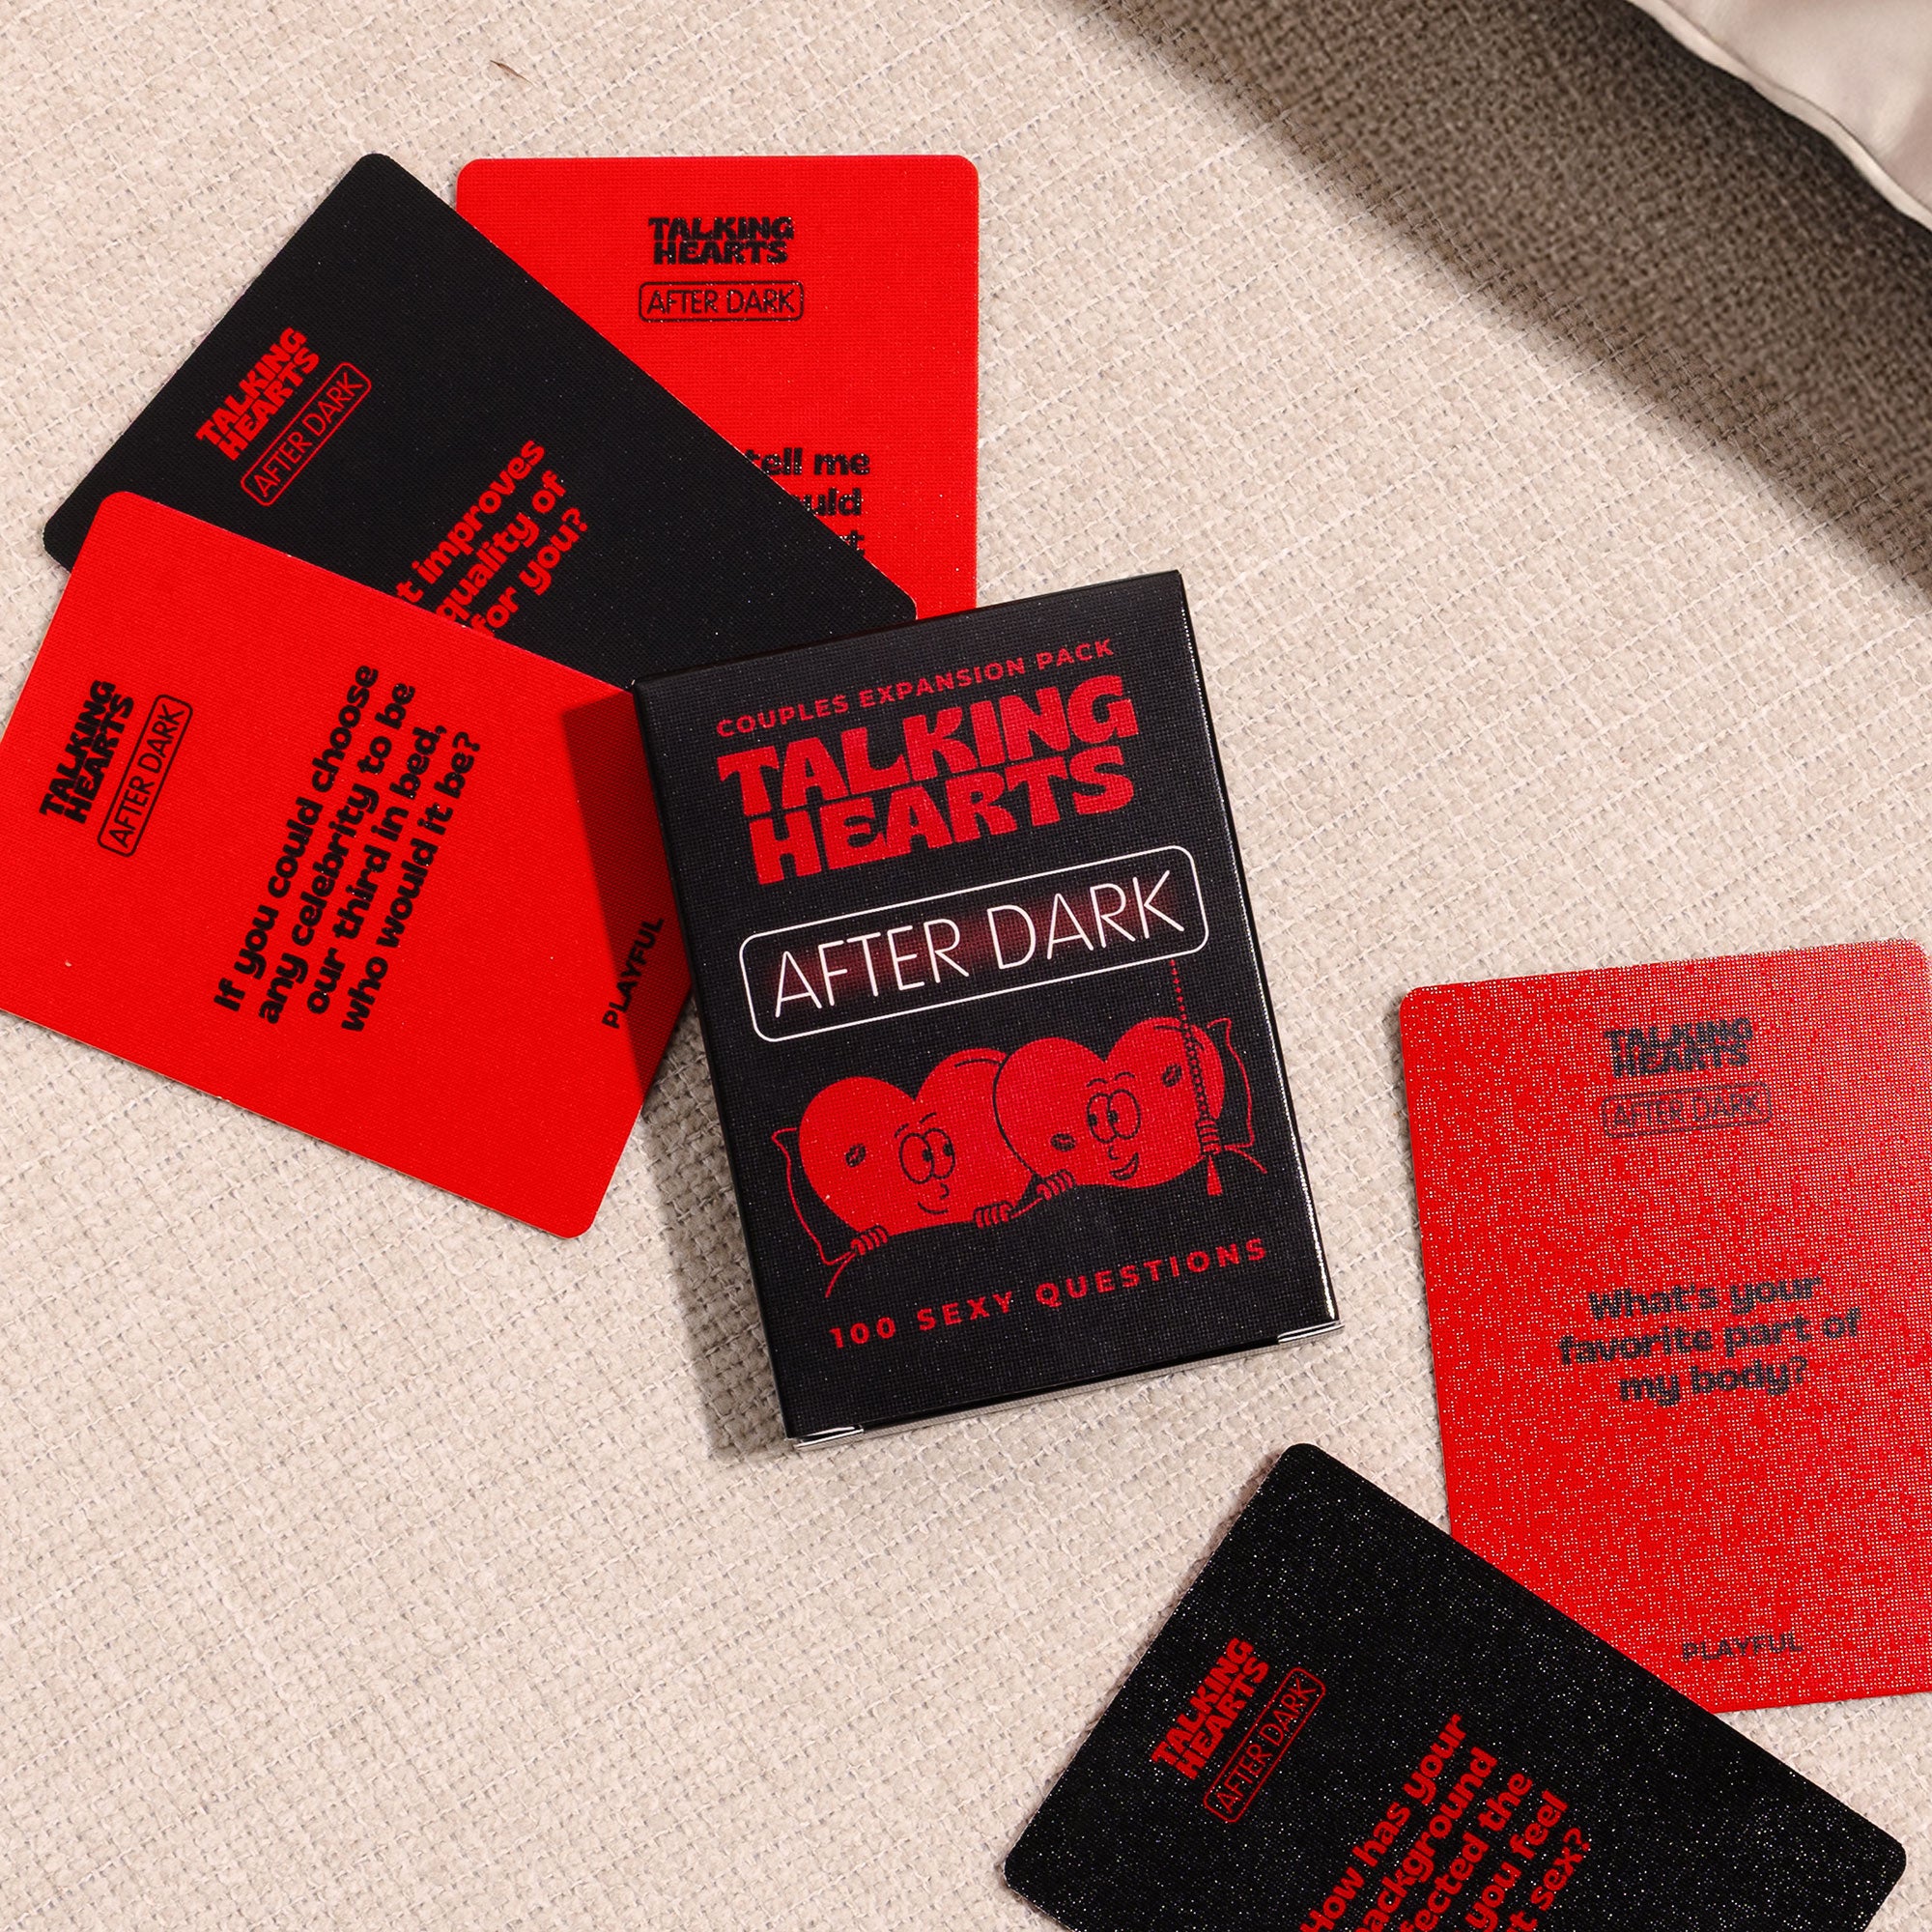 TALKING
HEARTS
AFTER DARK
tell me
TALKING
HEARTS
AFTER DARK
improves
quality of
for you?
TALKING
HEARTS
AFTER DARK
If you could choose
any celebrity to be
our third in bed,
who would it be?
PLAYFUL
COUPLES EXPANSION PACK
TALKING
HEARTS
AFTER DARK
100 SEXY QUESTIONS
TALKING
HEARTS
AFTER DARK
What's your
favorite part of
my body?
PLAYFUL
TALKING
HEARTS
AFTER DARK
How has your
background
the
you feel
sex?